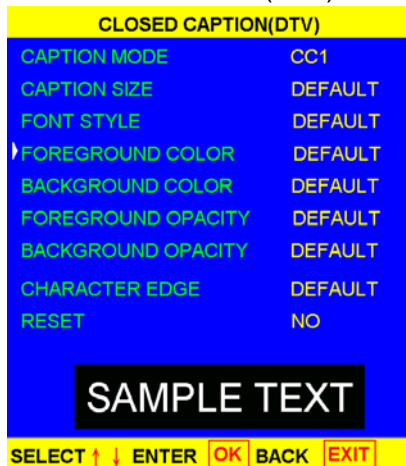 CLOSED CAPTION(DTV)
CAPTION MODE CC1
CAPTION SIZE DEFAULT
FONT STYLE DEFAULT
FOREGROUND COLOR DEFAULT
BACKGROUND COLOR DEFAULT
FOREGROUND OPACITY DEFAULT
BACKGROUND OPACITY DEFAULT
CHARACTER EDGE DEFAULT
RESET NO
SAMPLE TEXT
SELECT ↑ ↓ ENTER OK BACK EXIT